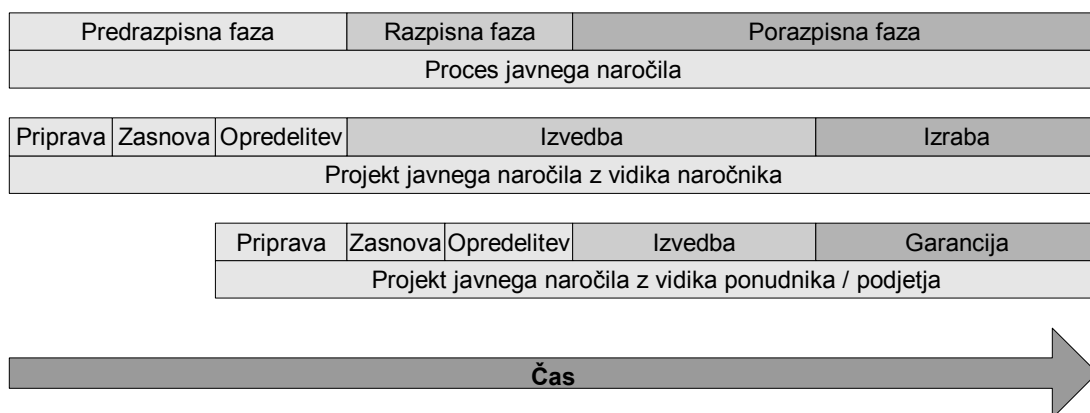 Predrazpisna faza Razpisna faza Porazpisna faza
Proces javnega naročila
Priprava Zasnova Opredelitev Izvedba Izraba
Projekt javnega naročila z vidika naročnika
Priprava Zasnova Opredelitev Izvedba Garancija
Projekt javnega naročila z vidika ponudnika / podjetja
Čas